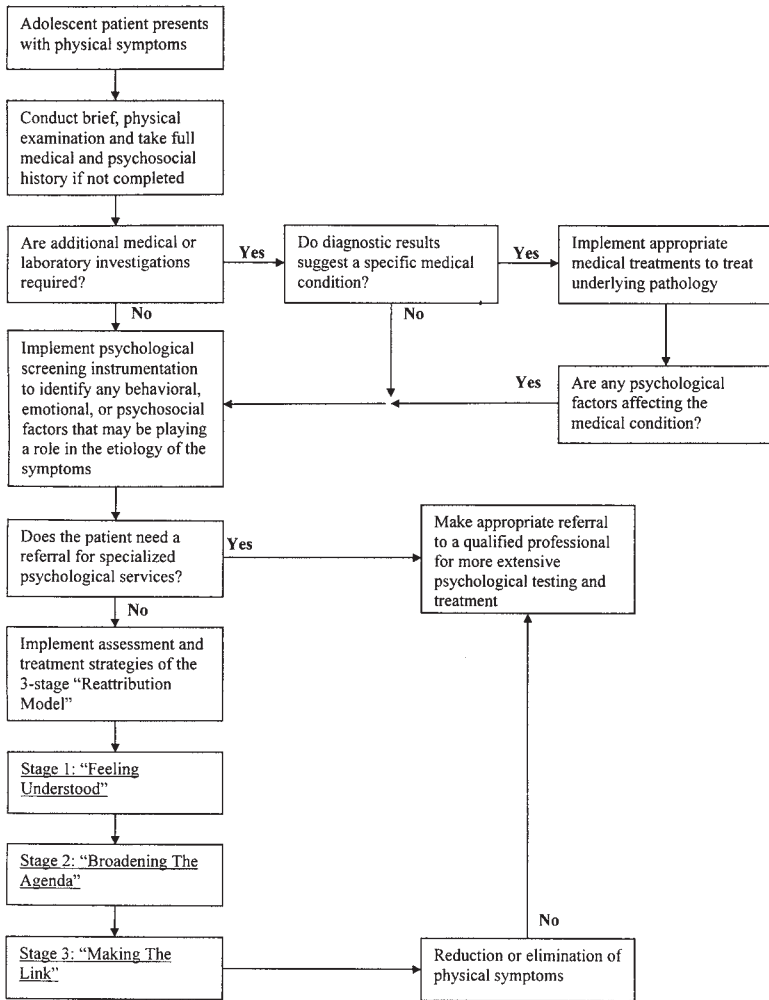 Adolescent patient presents
with physical symptoms
Conduct brief, physical
examination and take full
medical and psychosocial
history if not completed
Are additional medical or
laboratory investigations
required?
Yes
Do diagnostic results
suggest a specific medical
condition?
Yes
Implement appropriate
medical treatments to treat
underlying pathology
No
No
Implement psychological
screening instrumentation
to identify any behavioral,
emotional, or psychosocial
factors that may be playing
a role in the etiology of the
symptoms
Yes
Are any psychological
factors affecting the
medical condition?
Does the patient need a
referral for specialized
psychological services?
Yes
Make appropriate referral
to a qualified professional
for more extensive
psychological testing and
treatment
No
Implement assessment and
treatment strategies of the
3-stage “Reattribution
Model”
Stage 1: “Feeling
Understood”
Stage 2: “Broadening The
Agenda”
Stage 3: “Making The
Link”
No
Reduction or elimination of
physical symptoms